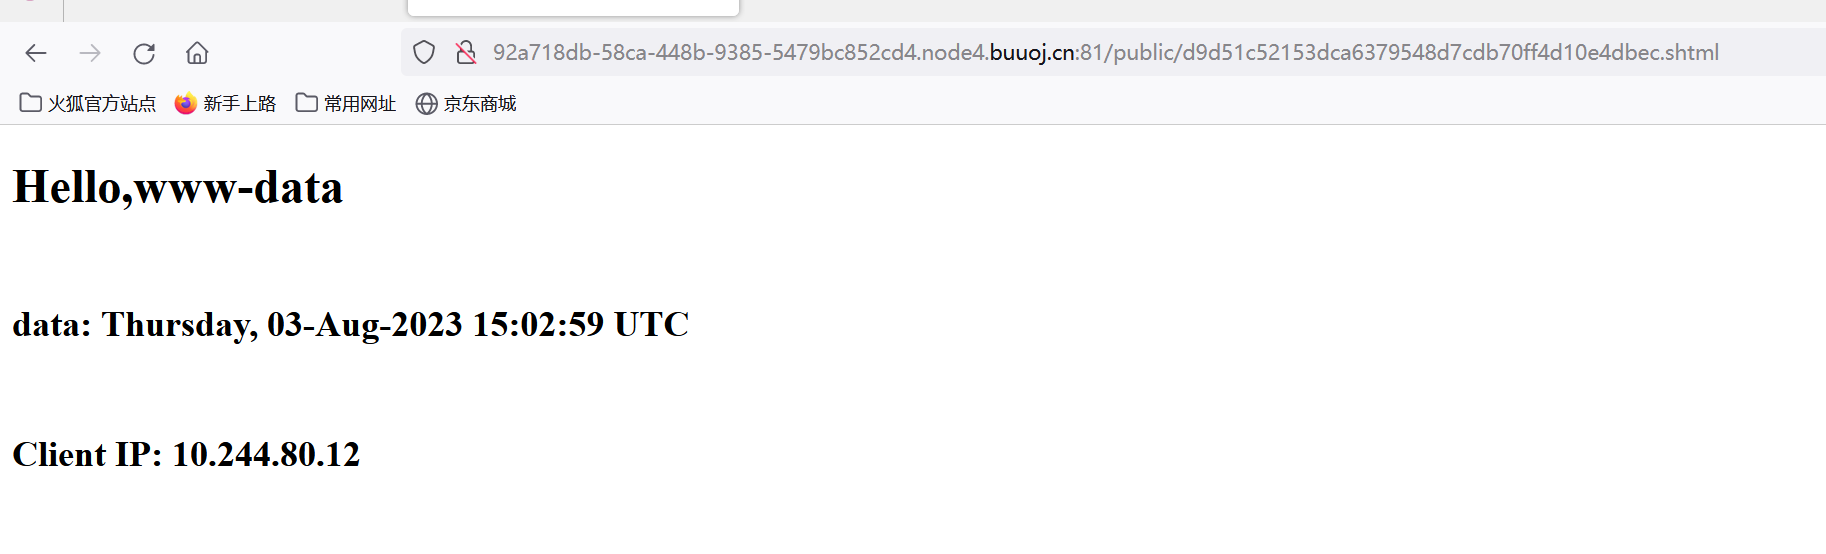 92a718db-58ca-448b-9385-5479bc852cd4.node4.buuoj.cn:81/public/d9d51c52153dca6379548d7cdb70ff4d10e4dbec.shtml
火狐官方站点 新手上路 常用网址 京东商城
Hello,www-data
data: Thursday, 03-Aug-2023 15:02:59 UTC
Client IP: 10.244.80.12